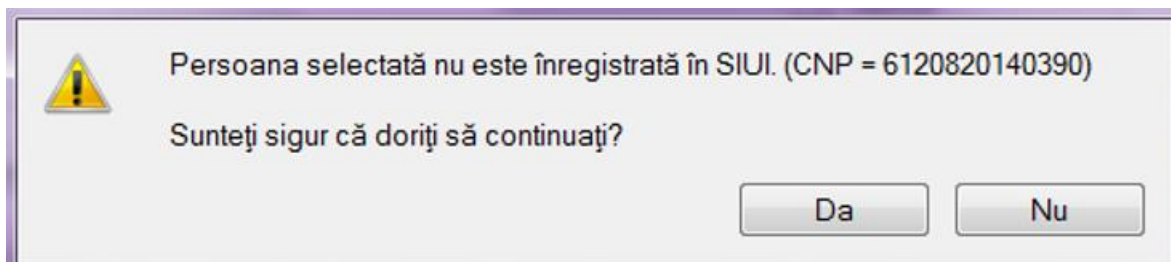 Persoana selectată nu este înregistrată în SIUI. (CNP = 6120820140390)
Sunteţi sigur că doriţi să continuaţi?
Da
Nu